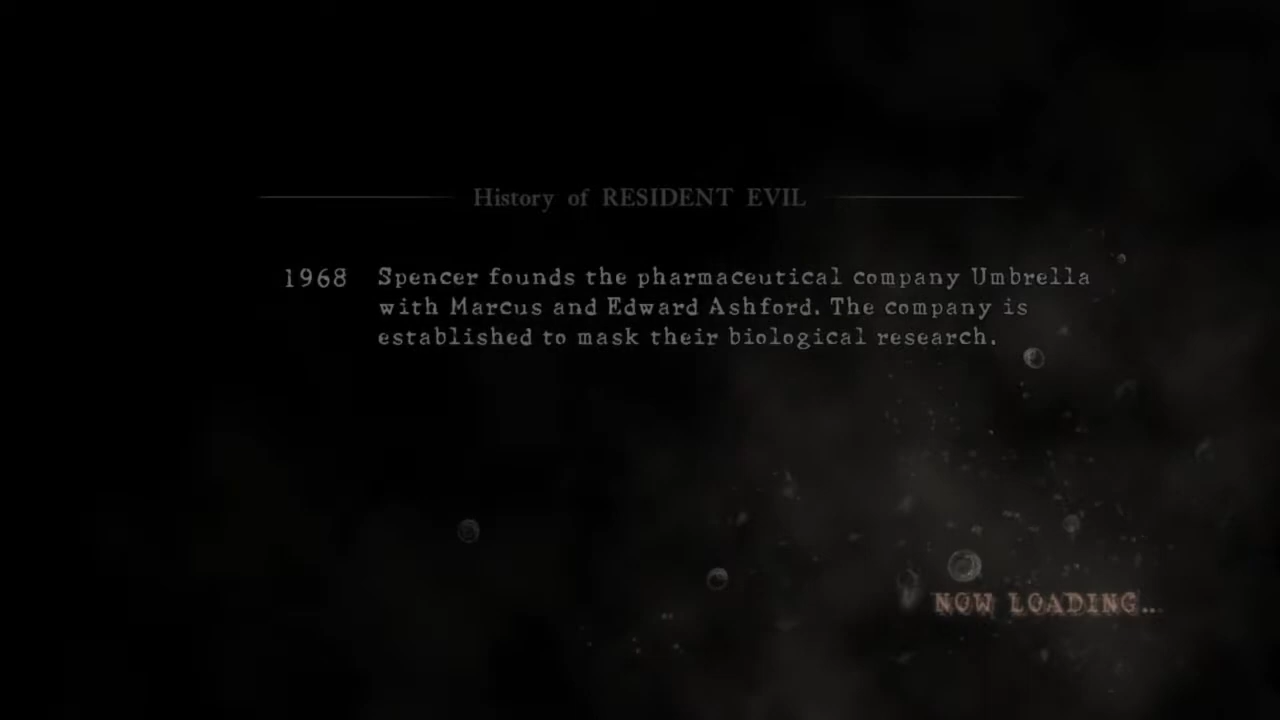 History of RESIDENT EVIL
1968 Spencer founds the pharmaceutical company Umbrella
with Marcus and Edward Ashford. The company is
established to mask their biological research.
NOW LOADING...